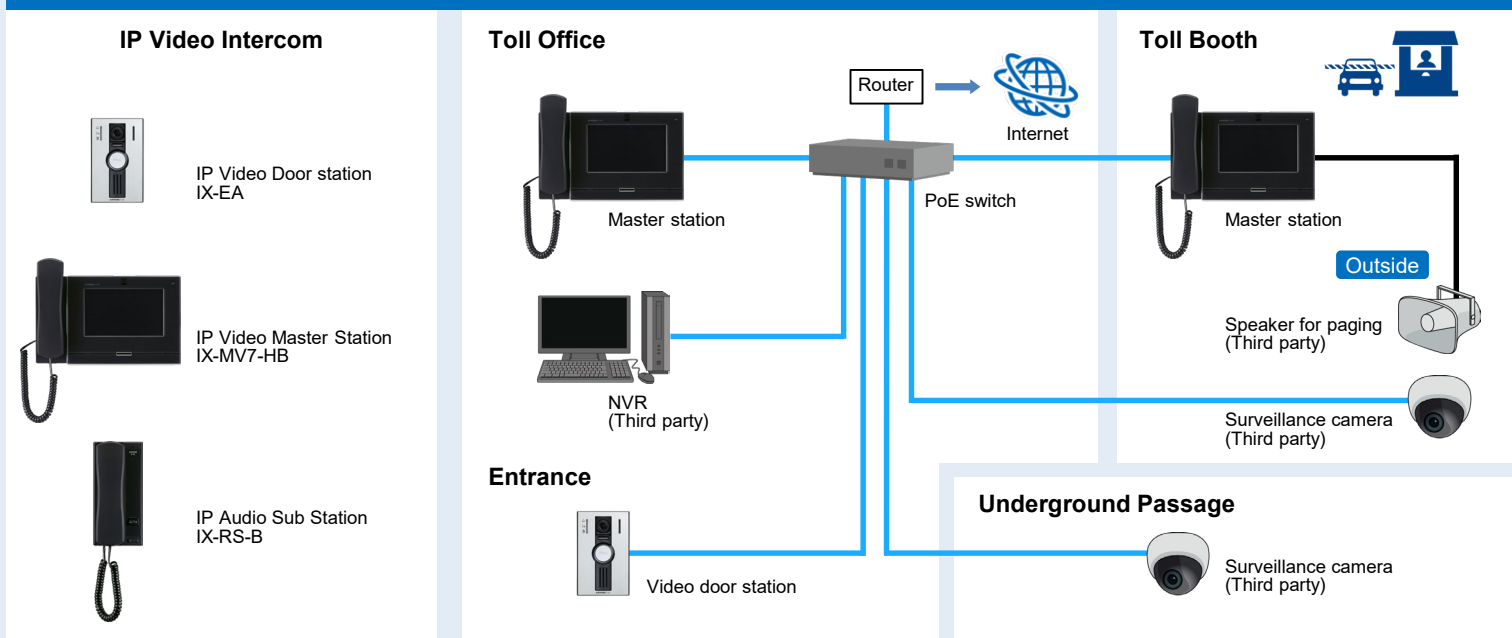 IP Video Intercom
IP Video Door station
IX-EA
IP Video Master Station
IX-MV7-HB
IP Audio Sub Station
IX-RS-B
Toll Office
Router
Internet
PoE switch
Master station
NVR
(Third party)
Entrance
Video door station
Toll Booth
Master station
Outside
Speaker for paging
(Third party)
Surveillance camera
(Third party)
Underground Passage
Surveillance camera
(Third party)